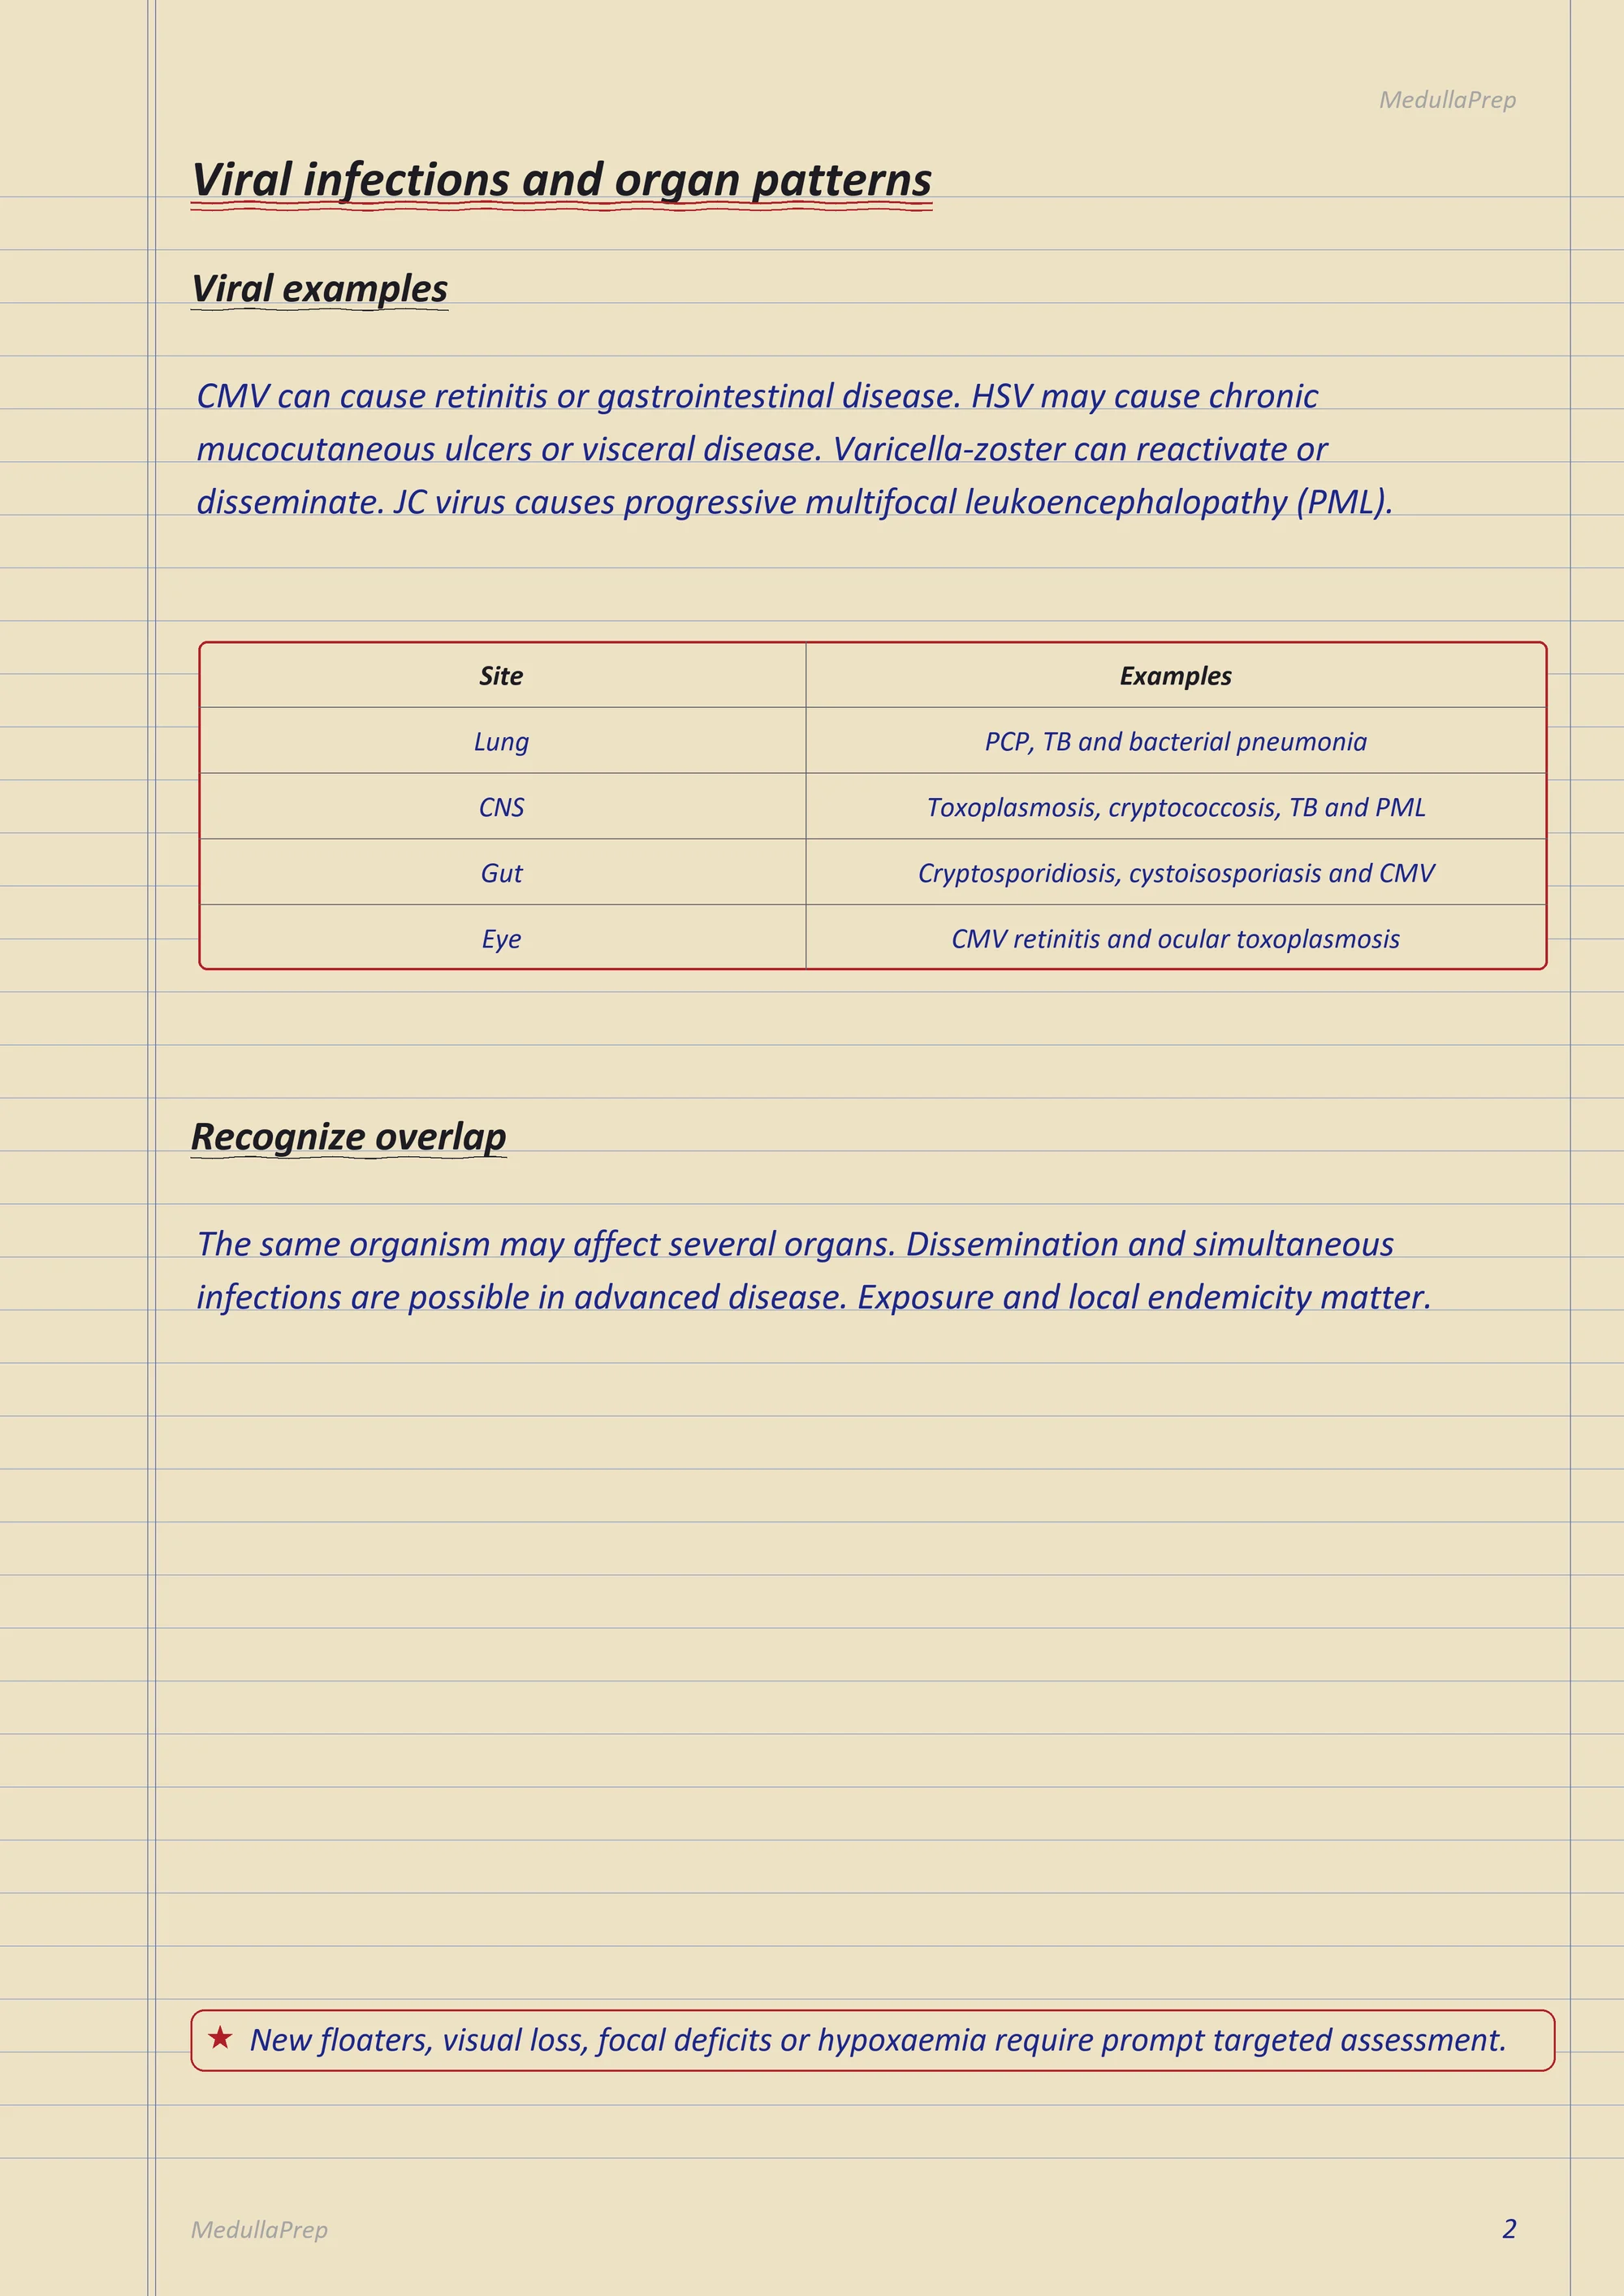 MedullaPrep
Viral infections and organ patterns
Viral examples
CMV can cause retinitis or gastrointestinal disease. HSV may cause chronic
mucocutaneous ulcers or visceral disease. Varicella-zoster can reactivate or
disseminate. JC virus causes progressive multifocal leukoencephalopathy (PML).
Site Examples
Lung PCP, TB and bacterial pneumonia
CNS Toxoplasmosis, cryptococcosis, TB and PML
Gut Cryptosporidiosis, cystoisosporiasis and CMV
Eye CMV retinitis and ocular toxoplasmosis
Recognize overlap
The same organism may affect several organs. Dissemination and simultaneous
infections are possible in advanced disease. Exposure and local endemicity matter.
★ New floaters, visual loss, focal deficits or hypoxaemia require prompt targeted assessment.
MedullaPrep 2